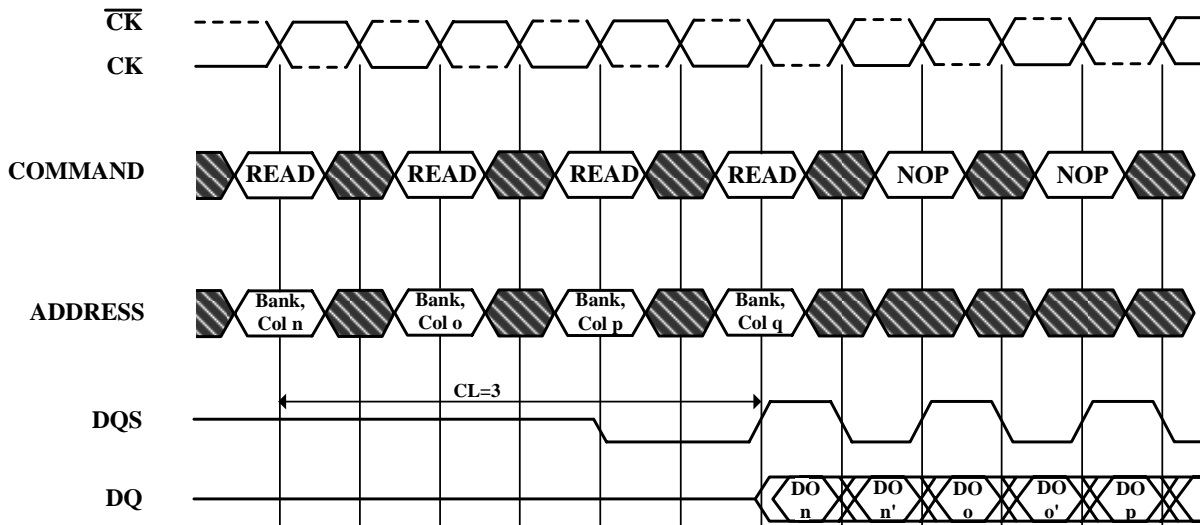 CK
CK
COMMAND READ READ READ READ NOP NOP
ADDRESS Bank, Col n Bank, Col o Bank, Col p Bank, Col q
CL=3
DQS
DQ DO n DO n' DO o DO o' DO p